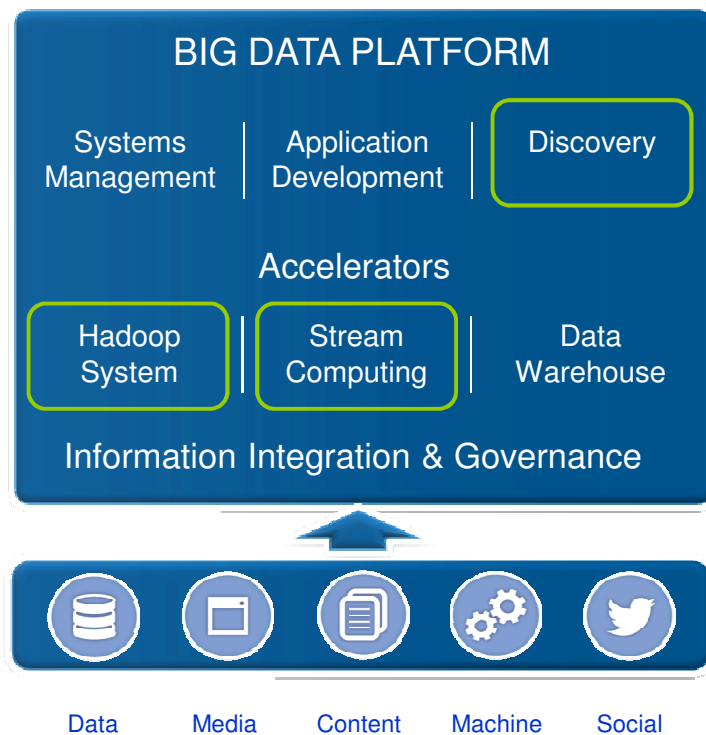 BIG DATA PLATFORM
Systems
Management
Application
Development
Discovery
Accelerators
Hadoop
System
Stream
Computing
Data
Warehouse
Information Integration & Governance
Data
Media
Content
Machine
Social